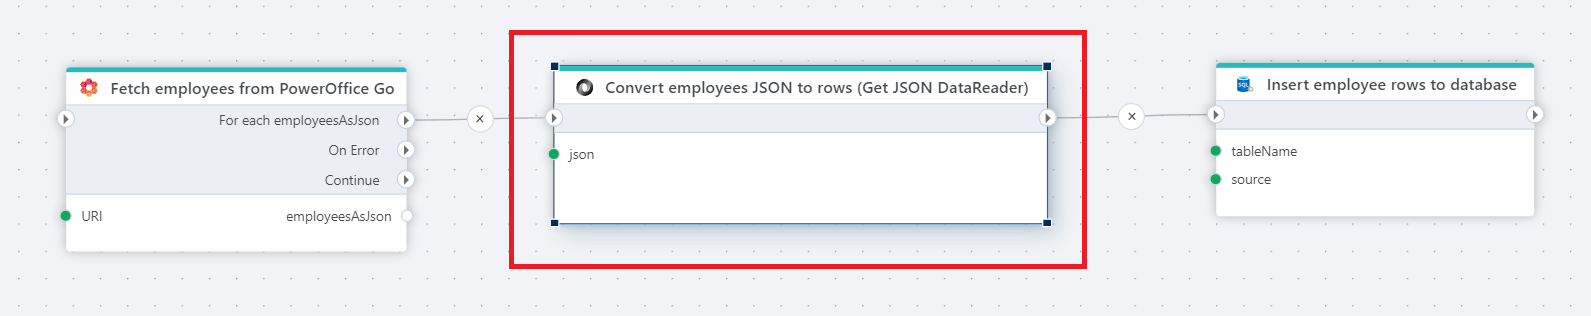 Fetch employees from PowerOffice Go
For each employeesAsJson
On Error
Continue
URI employeesAsJson
Convert employees JSON to rows (Get JSON DataReader)
json
Insert employee rows to database
SQL
tableName
source